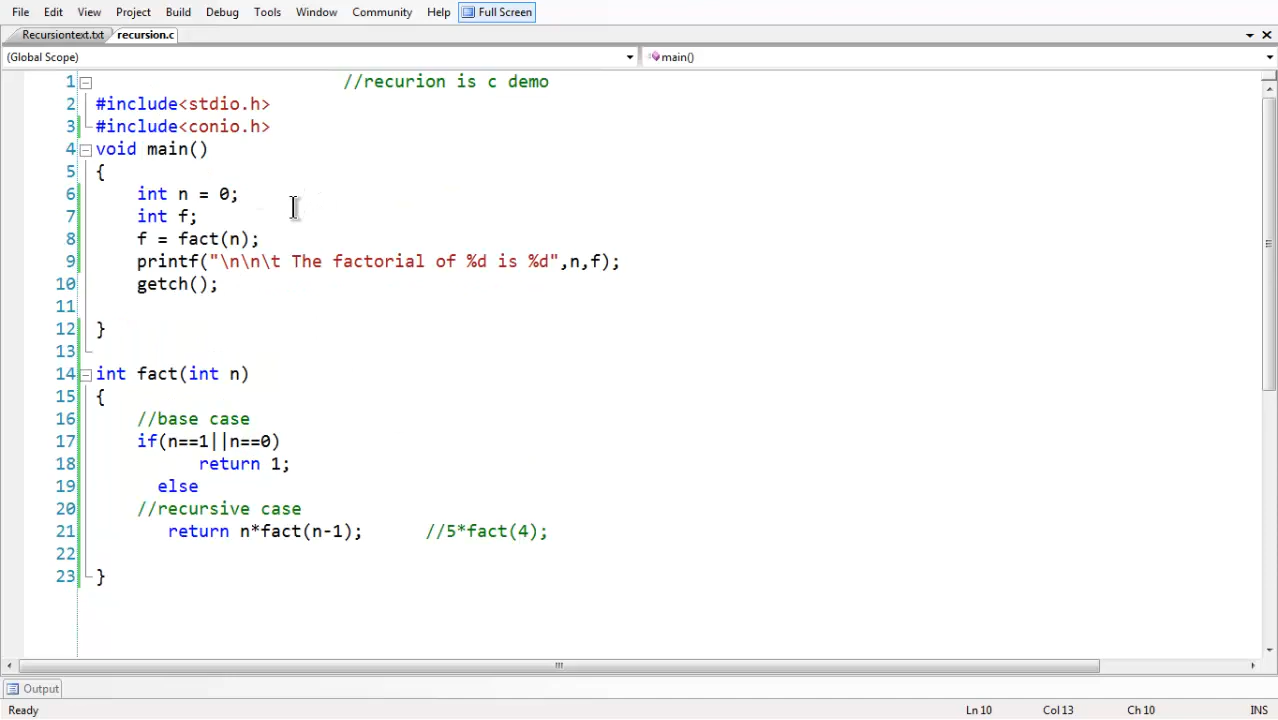 File Edit View Project Build Debug Tools Window Community Help Full Screen
Recursiontext.txt recursion.c
(Global Scope) main()
1 //recurion is c demo
2 #include<stdio.h>
3 #include<conio.h>
4 void main()
5 {
6 int n = 0;
7 int f;
8 f = fact(n);
9 printf("\n\n\t The factorial of %d is %d",n,f);
10 getch();
11
12 }
13
14 int fact(int n)
15 {
16 //base case
17 if(n==1||n==0)
18 return 1;
19 else
20 //recursive case
21 return n*fact(n-1); //5*fact(4);
22
23 }
Output
Ready Ln 10 Col 13 Ch 10 INS